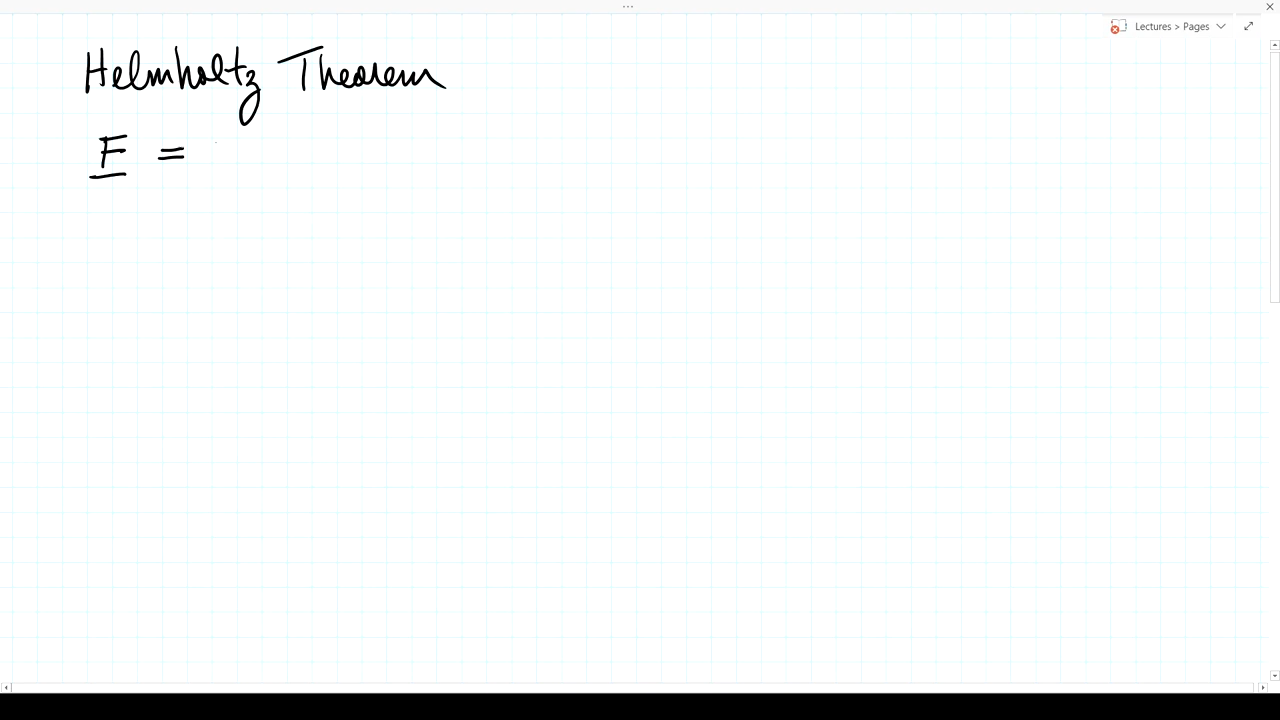 Lectures > Pages
Helmholtz Theorem
F =